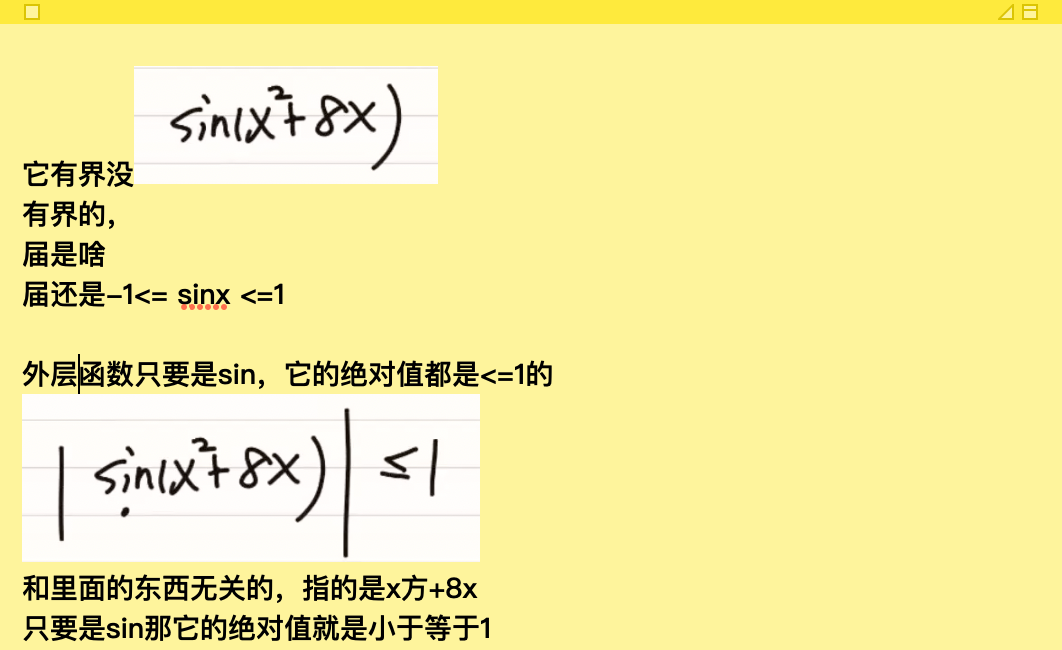 sin(x²+8x)
它有界没
有界的，
届是啥
届还是-1<= sinx <=1
外层函数只要是sin，它的绝对值都是<=1的
|sin(x²+8x)| ≤1
和里面的东西无关的，指的是x方+8x
只要是sin那它的绝对值就是小于等于1